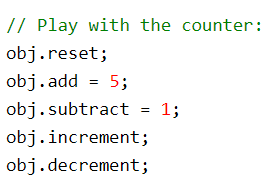 // Play with the counter:
obj.reset;
obj.add = 5;
obj.subtract = 1;
obj.increment;
obj.decrement;